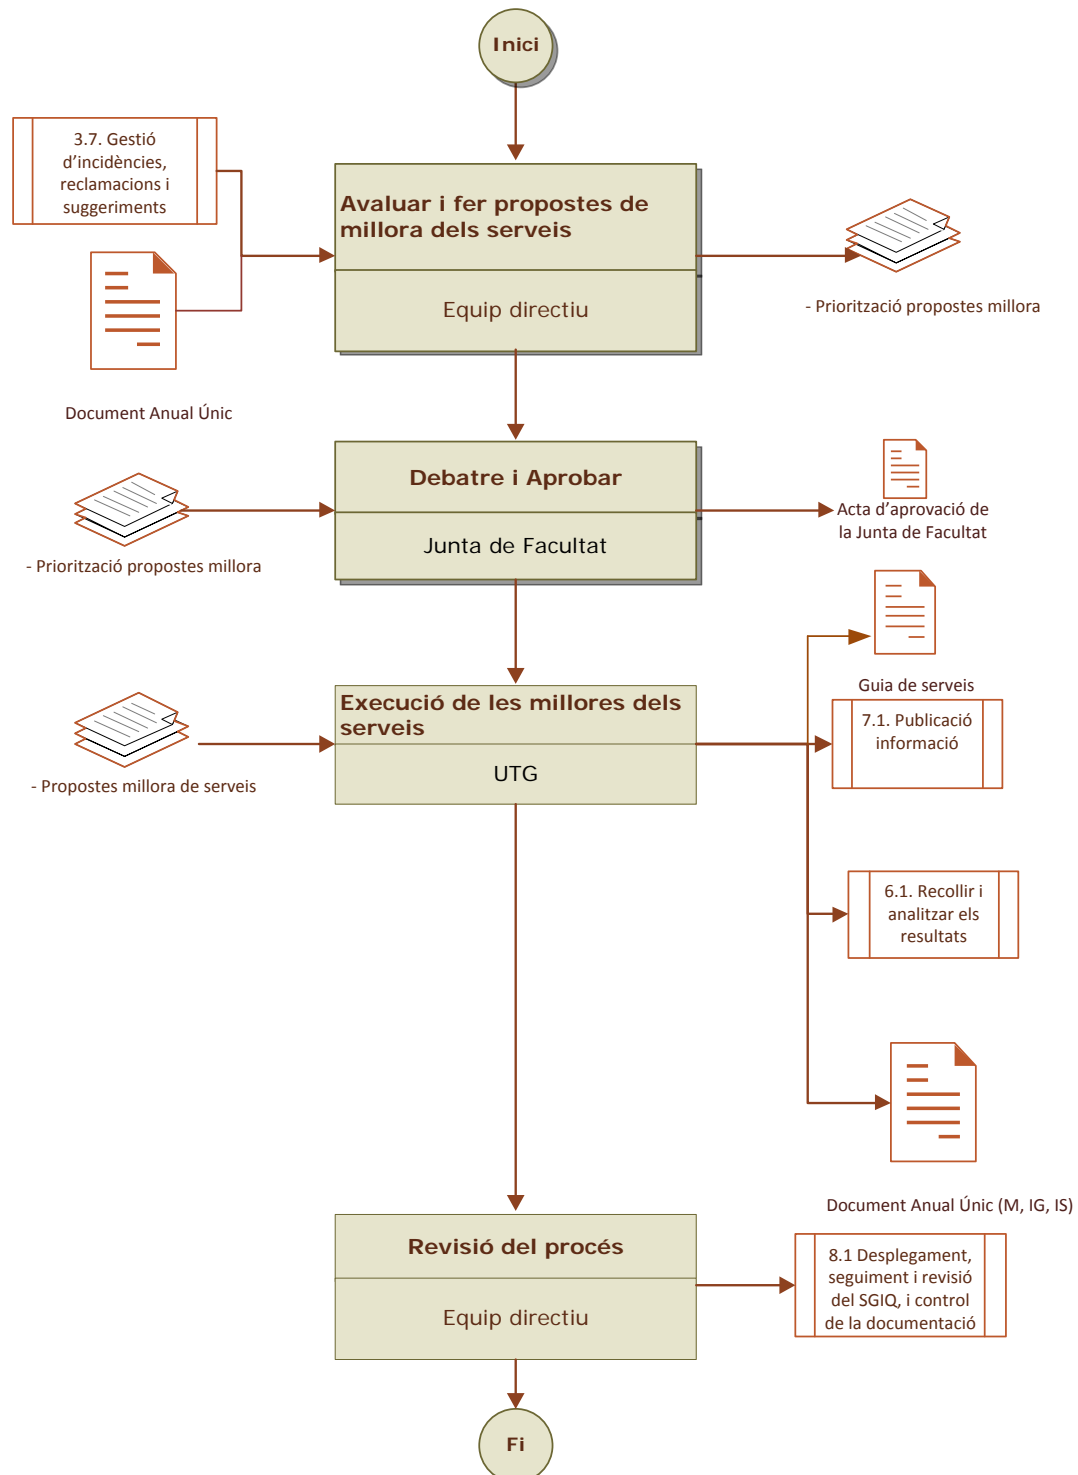 Inici
3.7. Gestió
d’incidències,
reclamacions i
suggeriments
Avaluar i fer propostes de
millora dels serveis
Equip directiu
- Priorització propostes millora
Document Anual Únic
Debatre i Aprobar
Junta de Facultat
- Priorització propostes millora
Acta d’aprovació de
la Junta de Facultat
Guia de serveis
Execució de les millores dels
serveis
UTG
- Propostes millora de serveis
7.1. Publicació
informació
6.1. Recollir i
analitzar els
resultats
Document Anual Únic (M, IG, IS)
Revisió del procés
Equip directiu
8.1 Desplegament,
seguiment i revisió
del SGIQ, i control
de la documentació
Fi